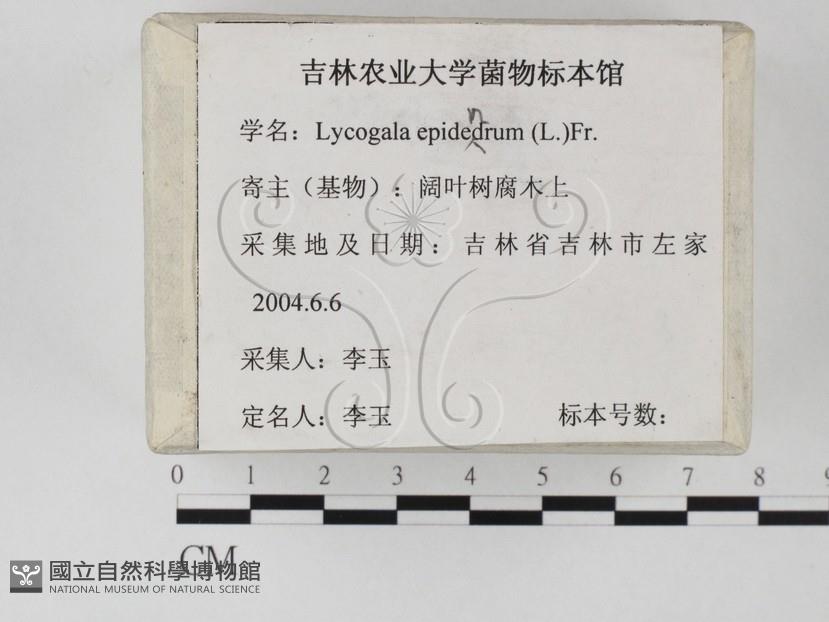 吉林农业大学菌物标本馆
n
学名：Lycogala epidedrum (L.)Fr.
寄主（基物）：阔叶树腐木上
采集地及日期：吉林省吉林市左家
2004.6.6
采集人：李玉
定名人：李玉 标本号数：
0 1 2 3 4 5 6 7 8 9
CM
國立自然科學博物館
NATIONAL MUSEUM OF NATURAL SCIENCE